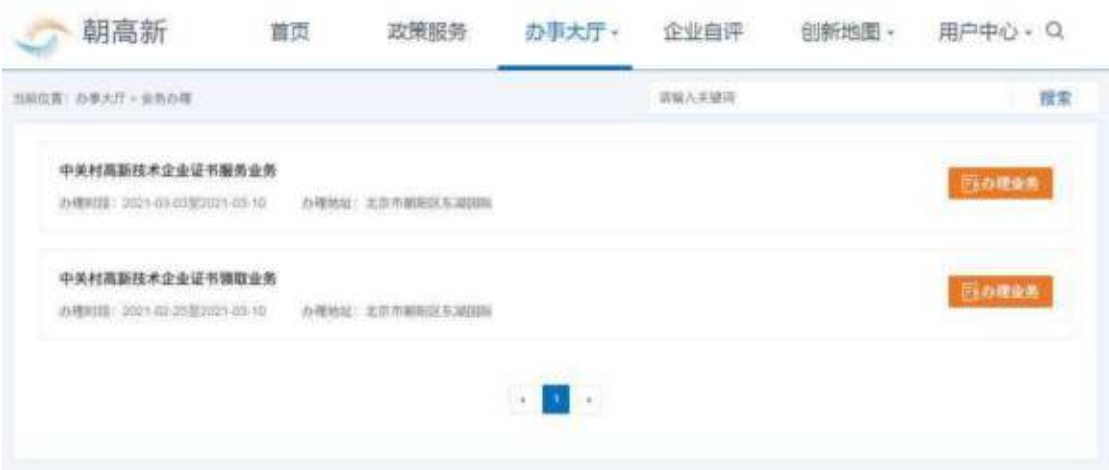 朝高新
首页 政策服务 办事大厅 企业自评 创新地图 用户中心
当前位置：办事大厅 > 业务办理
请输入关键词 搜索
中关村高新技术企业证书服务业务
办理时段：2021-03-03至2021-03-10 办理地址：北京市朝阳区东湖国际
办理业务
中关村高新技术企业证书领取业务
办理时段：2021-02-25至2021-03-10 办理地址：北京市朝阳区东湖国际
办理业务
1